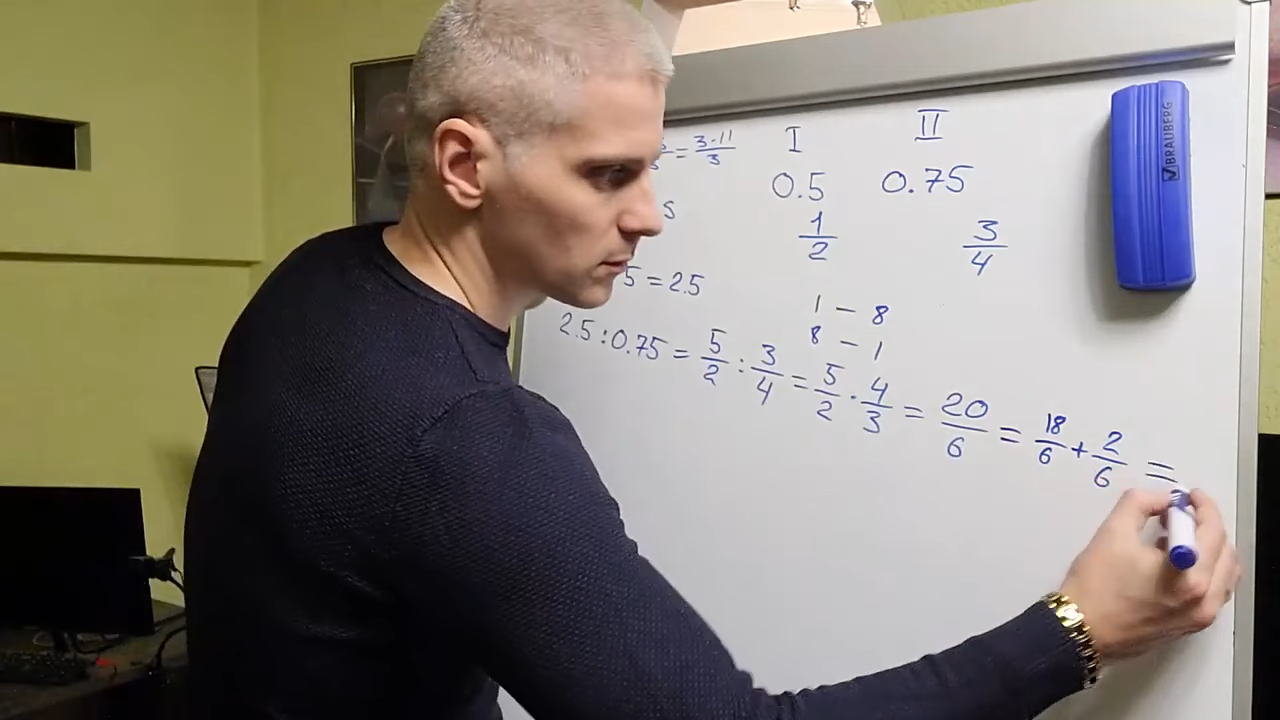 = 3·11/3
I II
0.5 0.75
s
1/2 3/4
5 = 2.5
1 – 8
8 – 1
2.5 : 0.75 = 5/2 : 3/4 = 5/2 · 4/3 = 20/6 = 18/6 + 2/6 =
BRAUBERG